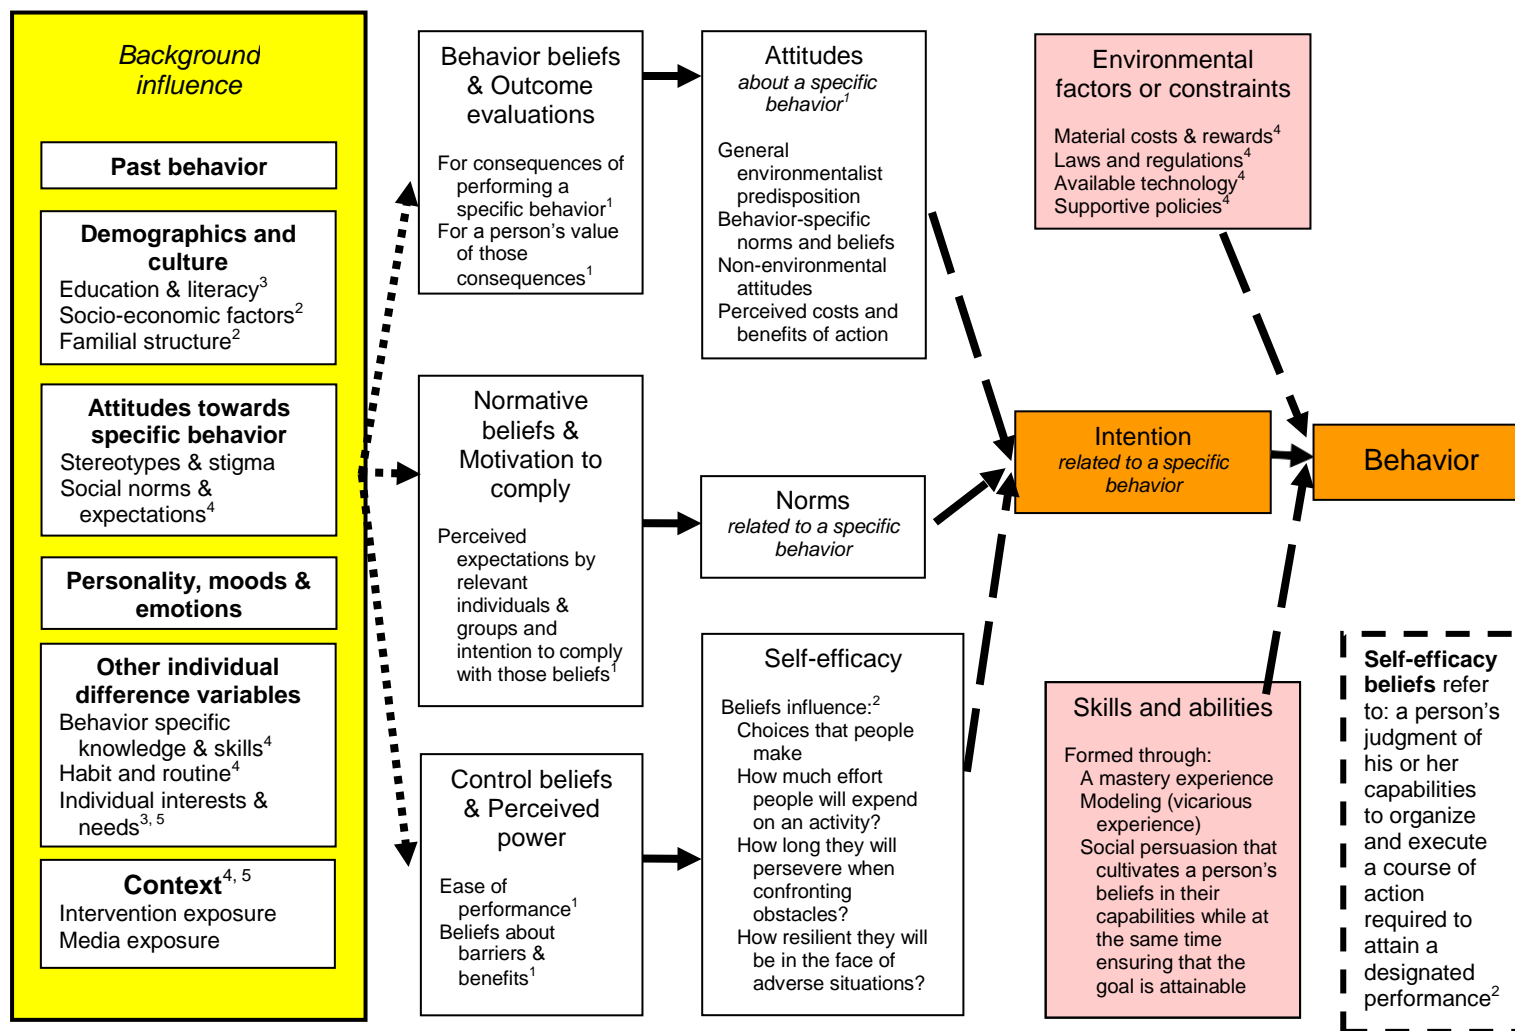 Background
influence
Past behavior
Demographics and
culture
Education & literacy3
Socio-economic factors2
Familial structure2
Attitudes towards
specific behavior
Stereotypes & stigma
Social norms &
expectations4
Personality, moods &
emotions
Other individual
difference variables
Behavior specific
knowledge & skills4
Habit and routine4
Individual interests &
needs3, 5
Context4, 5
Intervention exposure
Media exposure
Behavior beliefs
& Outcome
evaluations
For consequences of
performing a
specific behavior1
For a person’s value
of those
consequences1
Normative
beliefs &
Motivation to
comply
Perceived
expectations by
relevant
individuals &
groups and
intention to comply
with those beliefs1
Control beliefs
& Perceived
power
Ease of
performance1
Beliefs about
barriers &
benefits1
Attitudes
about a specific
behavior1
General
environmentalist
predisposition
Behavior-specific
norms and beliefs
Non-environmental
attitudes
Perceived costs and
benefits of action
Norms
related to a specific
behavior
Self-efficacy
Beliefs influence:2
Choices that people
make
How much effort
people will expend
on an activity?
How long they will
persevere when
confronting
obstacles?
How resilient they will
be in the face of
adverse situations?
Environmental
factors or constraints
Material costs & rewards4
Laws and regulations4
Available technology4
Supportive policies4
Intention
related to a specific
behavior
Behavior
Skills and abilities
Formed through:
A mastery experience
Modeling (vicarious
experience)
Social persuasion that
cultivates a person’s
beliefs in their
capabilities while at
the same time
ensuring that the
goal is attainable
Self-efficacy
beliefs refer
to: a person’s
judgment of
his or her
capabilities
to organize
and execute
a course of
action
required to
attain a
designated
performance2